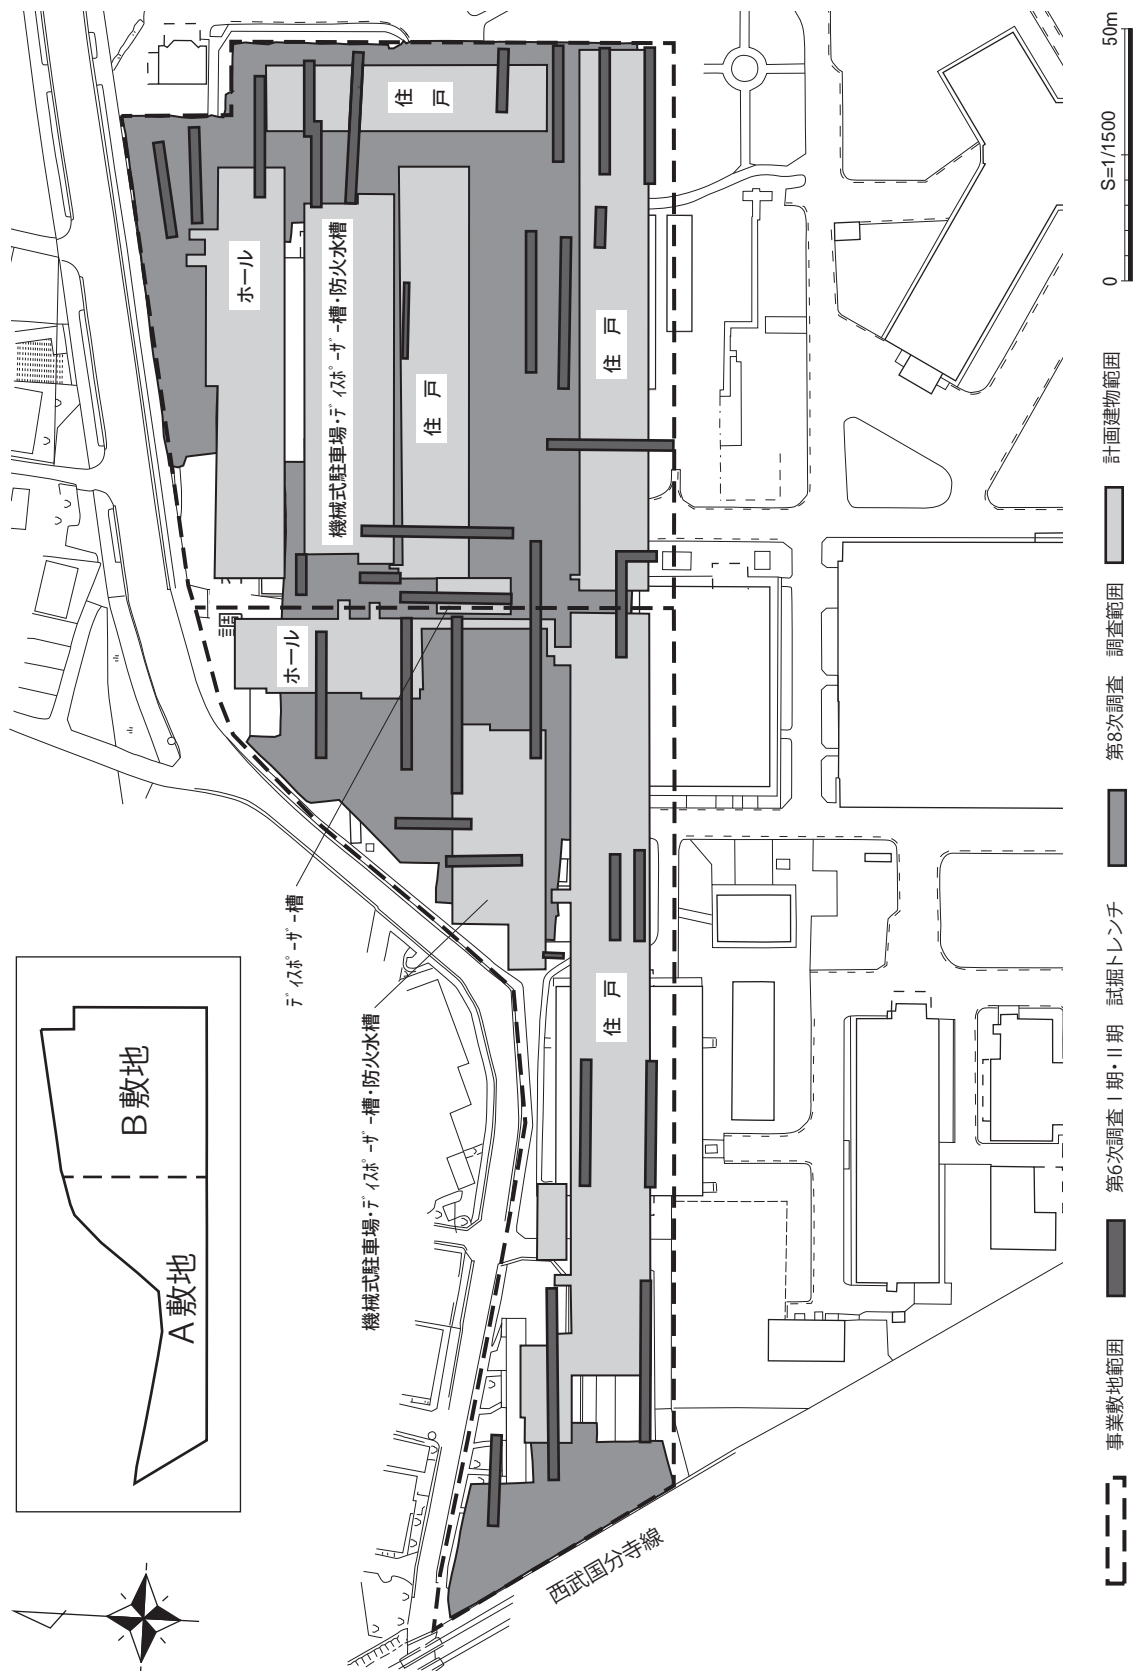 B敷地
A敷地
住戸
ホール
機械式駐車場・ディスポーザー槽・防火水槽
住戸
住戸
ホール
ディスポーザー槽
機械式駐車場・ディスポーザー槽・防火水槽
住戸
西武国分寺線
事業敷地範囲
第6次調査Ⅰ期・Ⅱ期 試掘トレンチ
第8次調査 調査範囲
計画建物範囲
0 S=1/1500 50m